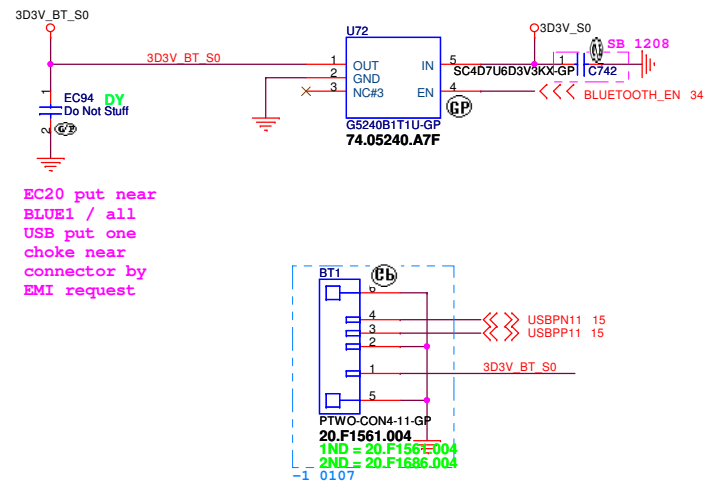 3D3V_BT_S0
U72
3D3V_S0
SB 1208
3D3V_BT_S0
1
OUT
IN
5
1
2
GND
SC4D7U6D3V3KX-GP
C742
3
NC#3
EN
4
BLUETOOTH_EN 34
GP
1
EC94
DY
Do Not Stuff
2
G5240B1T1U-GP
74.05240.A7F
EC20 put near
BLUE1 / all
USB put one
choke near
connector by
EMI request
BT1
6
4
USBPN11 15
3
USBPP11 15
2
1
3D3V_BT_S0
5
PTWO-CON4-11-GP
20.F1561.004
1ND = 20.F1561.004
2ND = 20.F1686.004
-1 0107